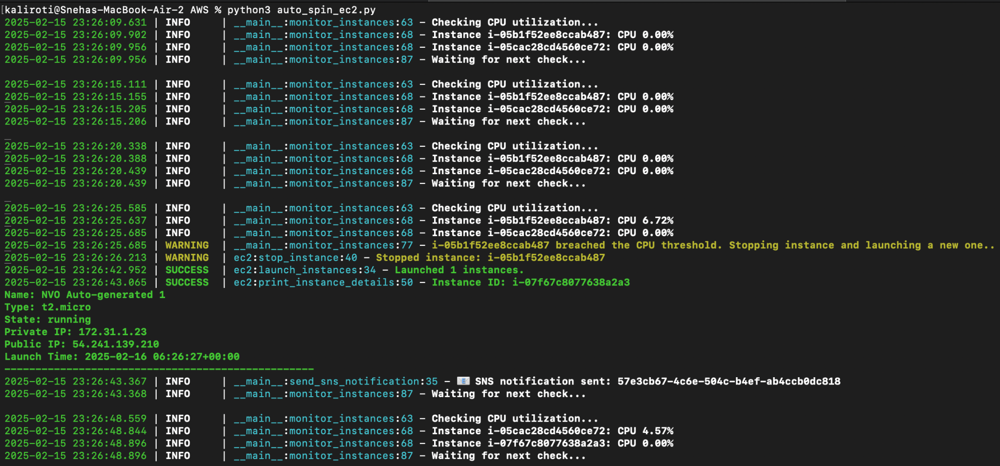 [kaliroti@Snehas-MacBook-Air-2 AWS % python3 auto_spin_ec2.py
2025-02-15 23:26:09.631 | INFO     | __main__:monitor_instances:63 - Checking CPU utilization...
2025-02-15 23:26:09.902 | INFO     | __main__:monitor_instances:68 - Instance i-05b1f52ee8ccab487: CPU 0.00%
2025-02-15 23:26:09.956 | INFO     | __main__:monitor_instances:68 - Instance i-05cac28cd4560ce72: CPU 0.00%
2025-02-15 23:26:09.956 | INFO     | __main__:monitor_instances:87 - Waiting for next check...
2025-02-15 23:26:15.111 | INFO     | __main__:monitor_instances:63 - Checking CPU utilization...
2025-02-15 23:26:15.155 | INFO     | __main__:monitor_instances:68 - Instance i-05b1f52ee8ccab487: CPU 0.00%
2025-02-15 23:26:15.205 | INFO     | __main__:monitor_instances:68 - Instance i-05cac28cd4560ce72: CPU 0.00%
2025-02-15 23:26:15.206 | INFO     | __main__:monitor_instances:87 - Waiting for next check...
2025-02-15 23:26:20.338 | INFO     | __main__:monitor_instances:63 - Checking CPU utilization...
2025-02-15 23:26:20.388 | INFO     | __main__:monitor_instances:68 - Instance i-05b1f52ee8ccab487: CPU 0.00%
2025-02-15 23:26:20.439 | INFO     | __main__:monitor_instances:68 - Instance i-05cac28cd4560ce72: CPU 0.00%
2025-02-15 23:26:20.439 | INFO     | __main__:monitor_instances:87 - Waiting for next check...
2025-02-15 23:26:25.585 | INFO     | __main__:monitor_instances:63 - Checking CPU utilization...
2025-02-15 23:26:25.637 | INFO     | __main__:monitor_instances:68 - Instance i-05b1f52ee8ccab487: CPU 6.72%
2025-02-15 23:26:25.685 | INFO     | __main__:monitor_instances:68 - Instance i-05cac28cd4560ce72: CPU 0.00%
2025-02-15 23:26:25.685 | WARNING  | __main__:monitor_instances:77 - i-05b1f52ee8ccab487 breached the CPU threshold. Stopping instance and launching a new one..
2025-02-15 23:26:26.213 | WARNING  | ec2:stop_instance:40 - Stopped instance: i-05b1f52ee8ccab487
2025-02-15 23:26:42.952 | SUCCESS  | ec2:launch_instances:34 - Launched 1 instances.
2025-02-15 23:26:43.065 | SUCCESS  | ec2:print_instance_details:50 - Instance ID: i-07f67c8077638a2a3
Name: NVO Auto-generated 1
Type: t2.micro
State: running
Private IP: 172.31.1.23
Public IP: 54.241.139.210
Launch Time: 2025-02-16 06:26:27+00:00
--------------------------------------------------
2025-02-15 23:26:43.367 | INFO     | __main__:send_sns_notification:35 - 📧 SNS notification sent: 57e3cb67-4c6e-504c-b4ef-ab4ccb0dc818
2025-02-15 23:26:43.368 | INFO     | __main__:monitor_instances:87 - Waiting for next check...
2025-02-15 23:26:48.559 | INFO     | __main__:monitor_instances:63 - Checking CPU utilization...
2025-02-15 23:26:48.844 | INFO     | __main__:monitor_instances:68 - Instance i-05cac28cd4560ce72: CPU 4.57%
2025-02-15 23:26:48.896 | INFO     | __main__:monitor_instances:68 - Instance i-07f67c8077638a2a3: CPU 0.00%
2025-02-15 23:26:48.896 | INFO     | __main__:monitor_instances:87 - Waiting for next check...